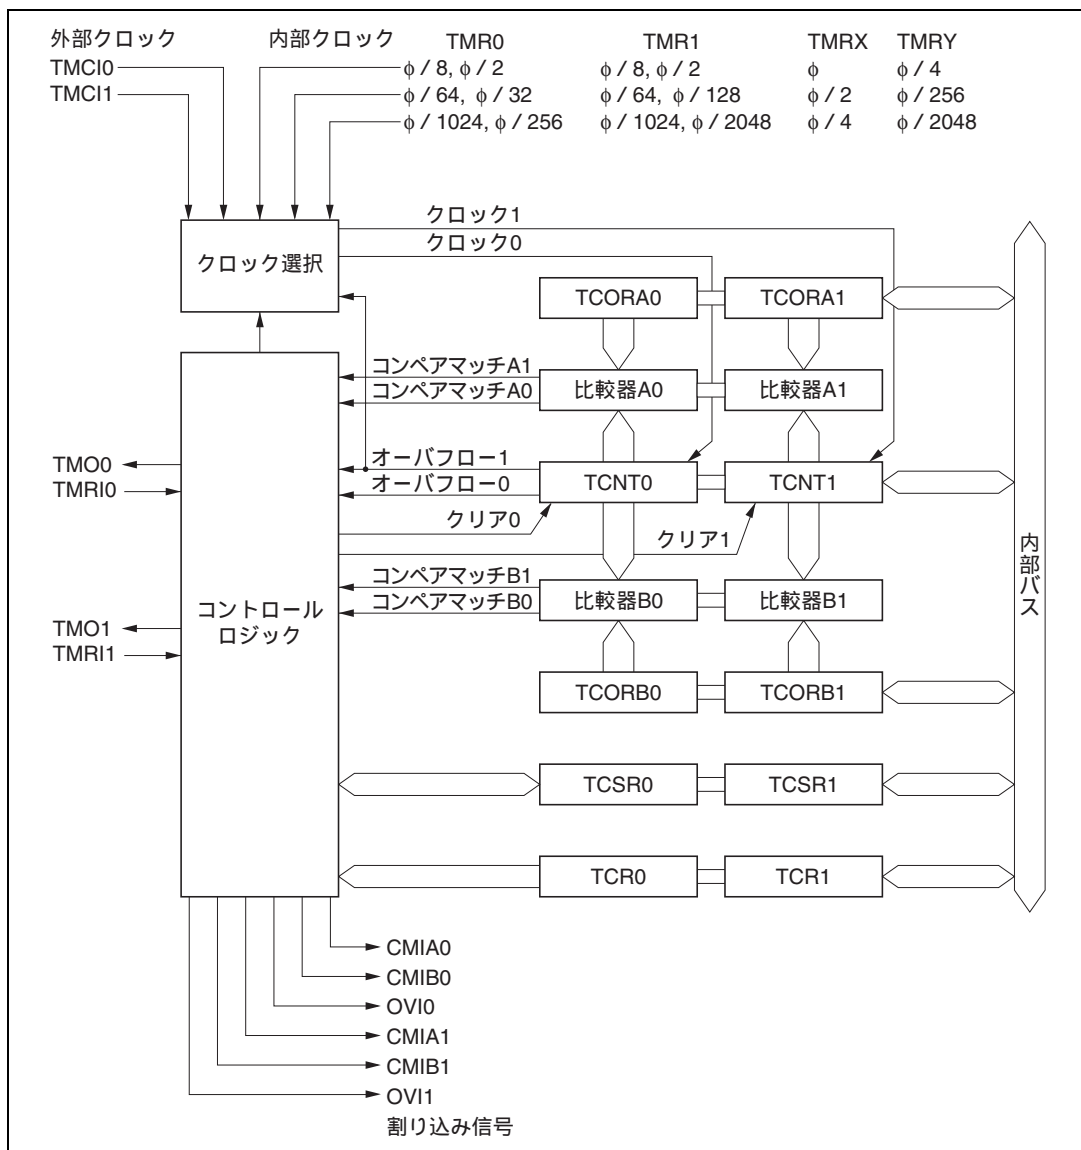 外部クロック 内部クロック TMR0 TMR1 TMRX TMRY
TMCI0 φ / 8, φ / 2 φ / 8, φ / 2 φ φ / 4
TMCI1 φ / 64, φ / 32 φ / 64, φ / 128 φ / 2 φ / 256
φ / 1024, φ / 256 φ / 1024, φ / 2048 φ / 4 φ / 2048
クロック1
クロック0
クロック選択
TCORA0 TCORA1
コンペアマッチA1
コンペアマッチA0
比較器A0 比較器A1
オーバフロー1
オーバフロー0
TCNT0 TCNT1
TMO0
TMRI0
クリア0
クリア1
内部バス
コンペアマッチB1
コンペアマッチB0
比較器B0 比較器B1
コントロール
ロジック
TMO1
TMRI1
TCORB0 TCORB1
TCSR0 TCSR1
TCR0 TCR1
CMIA0
CMIB0
OVI0
CMIA1
CMIB1
OVI1
割り込み信号